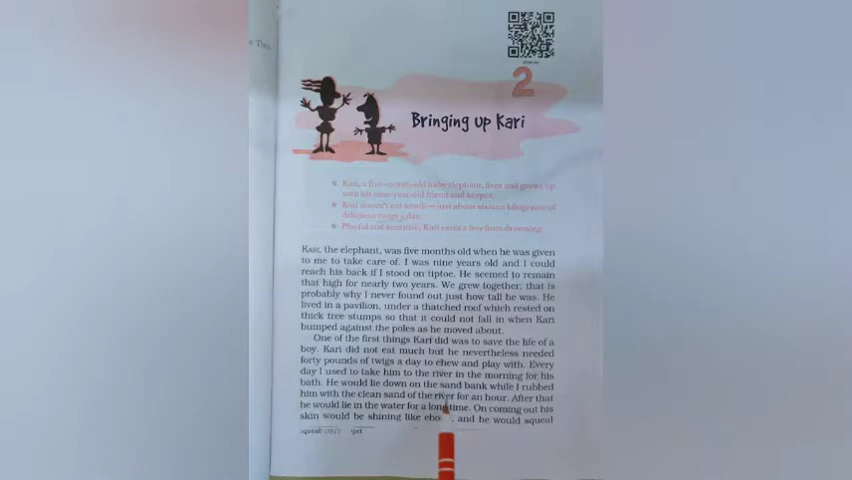 2
Bringing up Kari
Kari, a five-month-old baby elephant, lives and grows up
with his nine-year-old friend and keeper.
Kari doesn't eat much — just about sixteen kilograms of
delicious twigs a day.
Playful and sensitive, Kari saves a boy from drowning.
KARI, the elephant, was five months old when he was given
to me to take care of. I was nine years old and I could
reach his back if I stood on tiptoe. He seemed to remain
that high for nearly two years. We grew together; that is
probably why I never found out just how tall he was. He
lived in a pavilion, under a thatched roof which rested on
thick tree stumps so that it could not fall in when Kari
bumped against the poles as he moved about.
One of the first things Kari did was to save the life of a
boy. Kari did not eat much but he nevertheless needed
forty pounds of twigs a day to chew and play with. Every
day I used to take him to the river in the morning for his
bath. He would lie down on the sand bank while I rubbed
him with the clean sand of the river for an hour. After that
he would lie in the water for a long time. On coming out his
skin would be shining like and he would squeal
squeal: